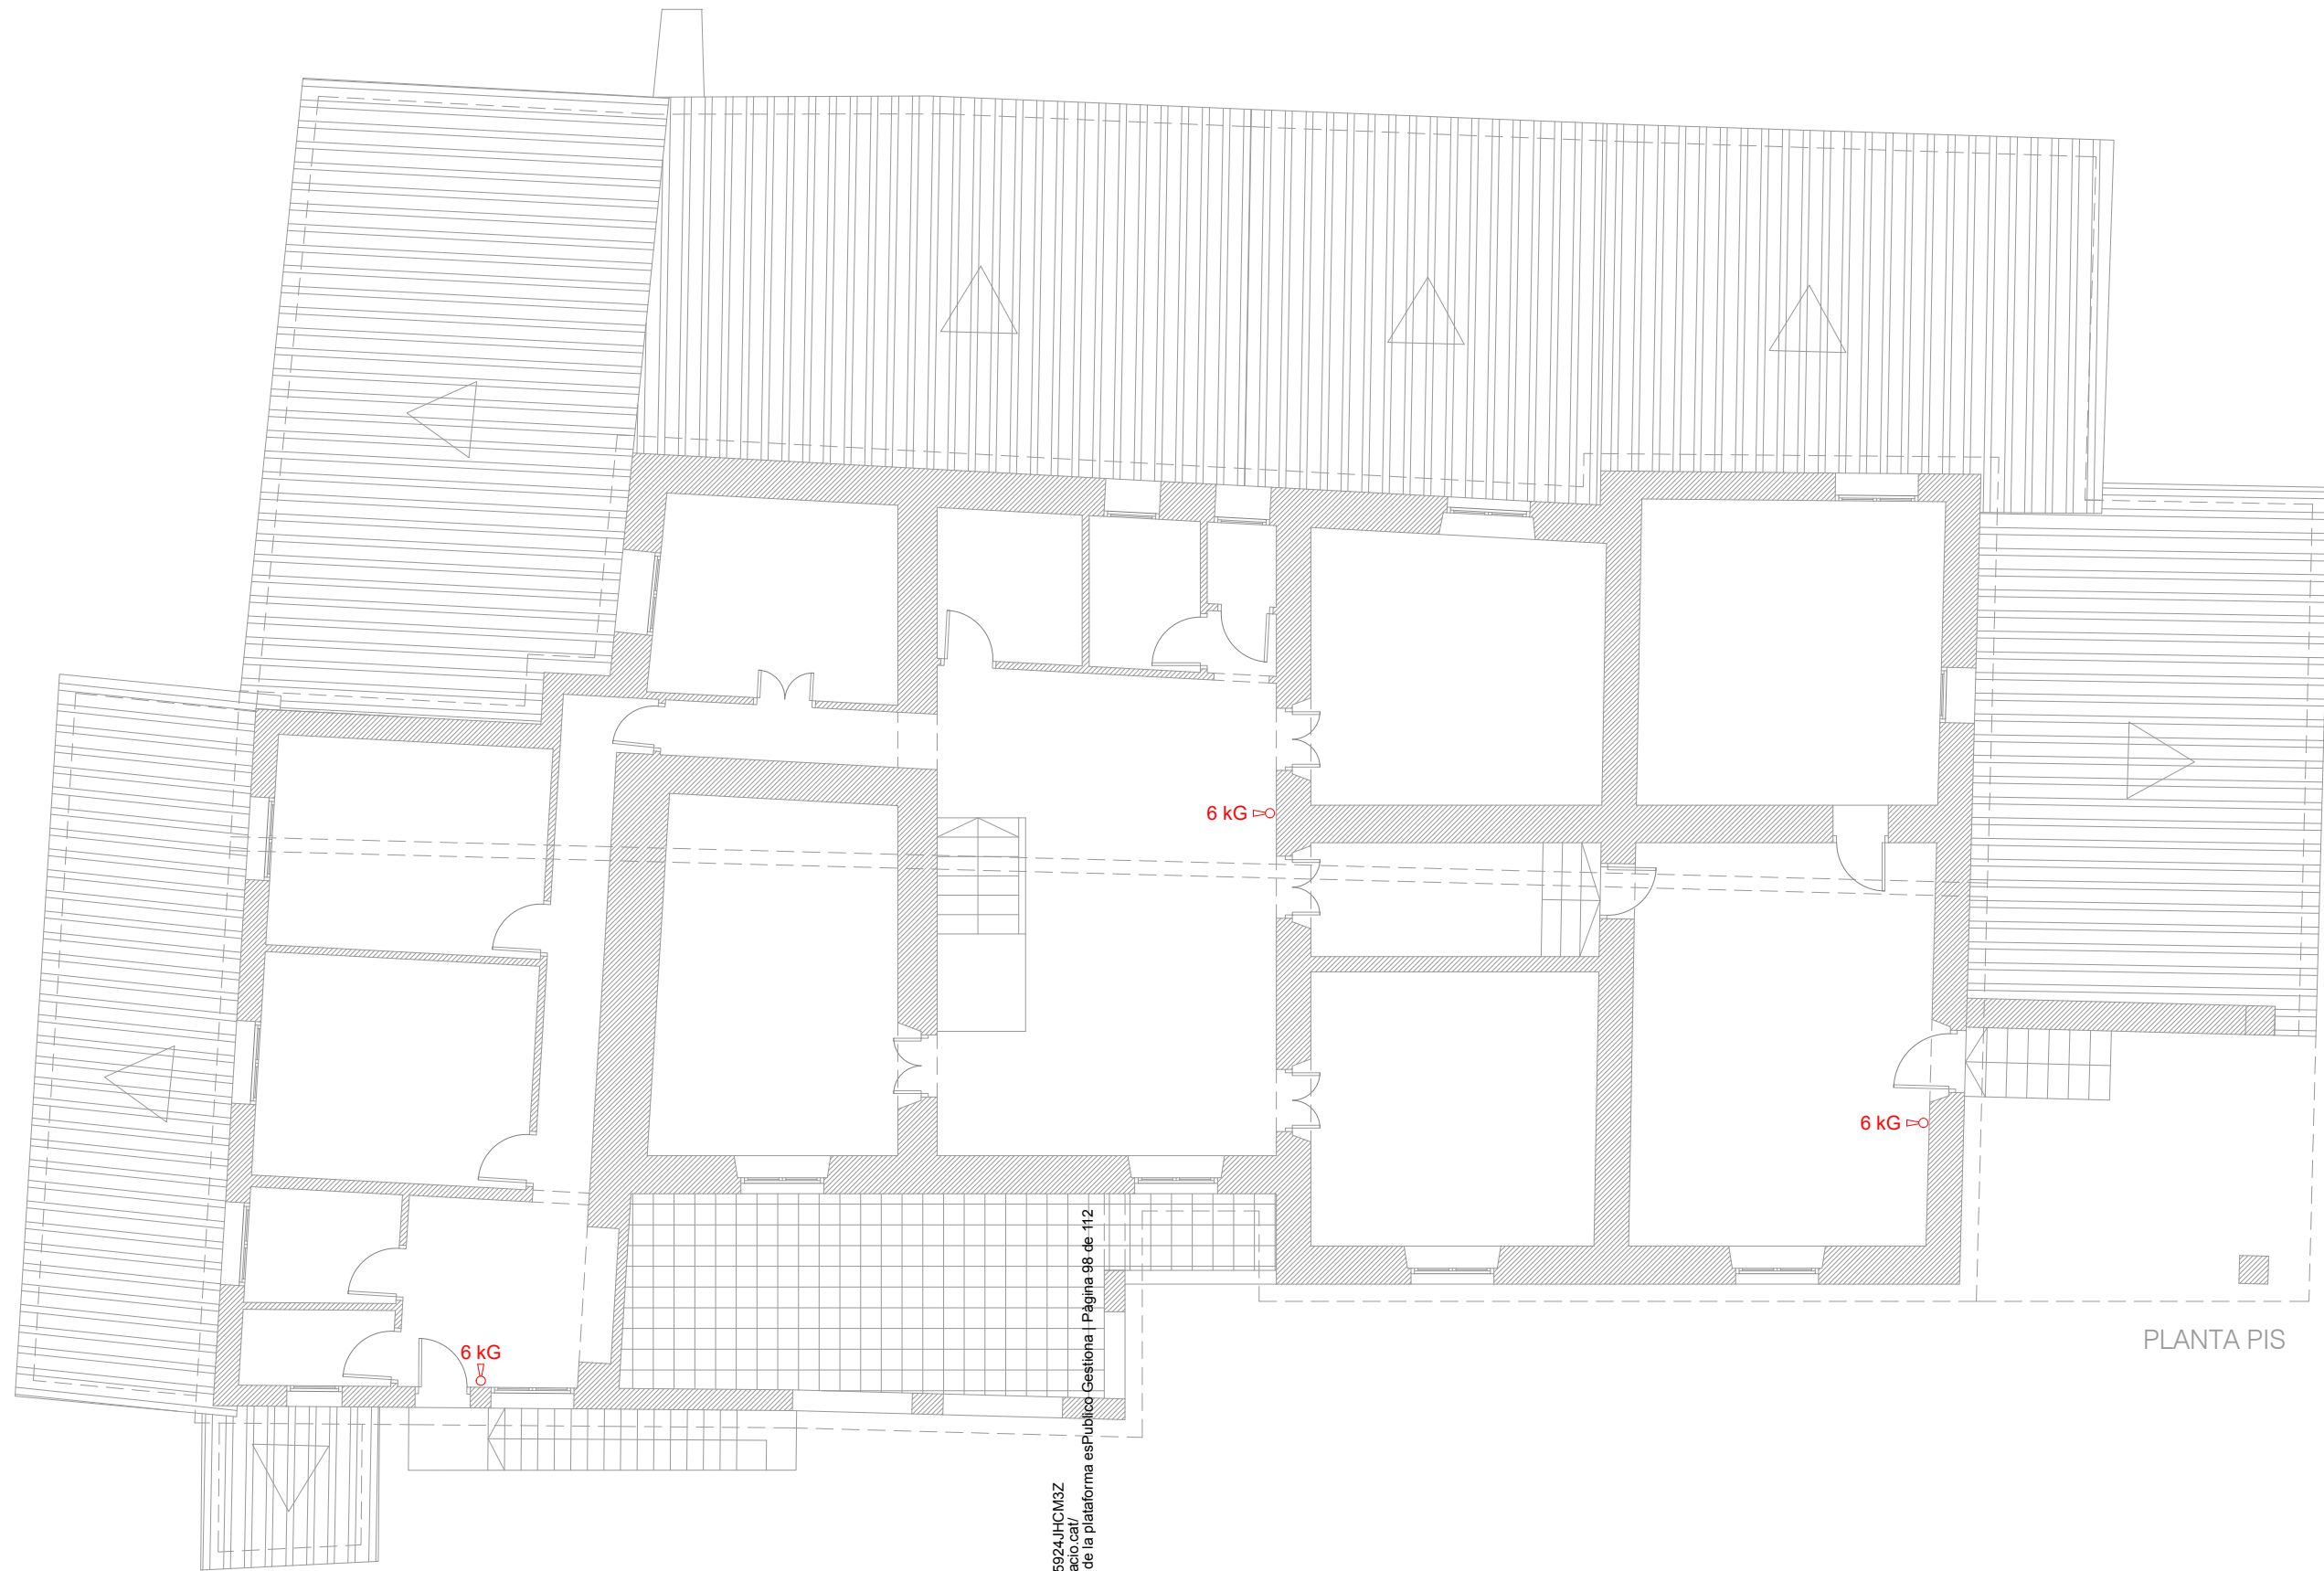 6 kG
6 kG
6 kG
PLANTA PIS
5924JHCM3Z
acio.cat/
de la plataforma esPublico Gestiona | Pàgina 98 de 112